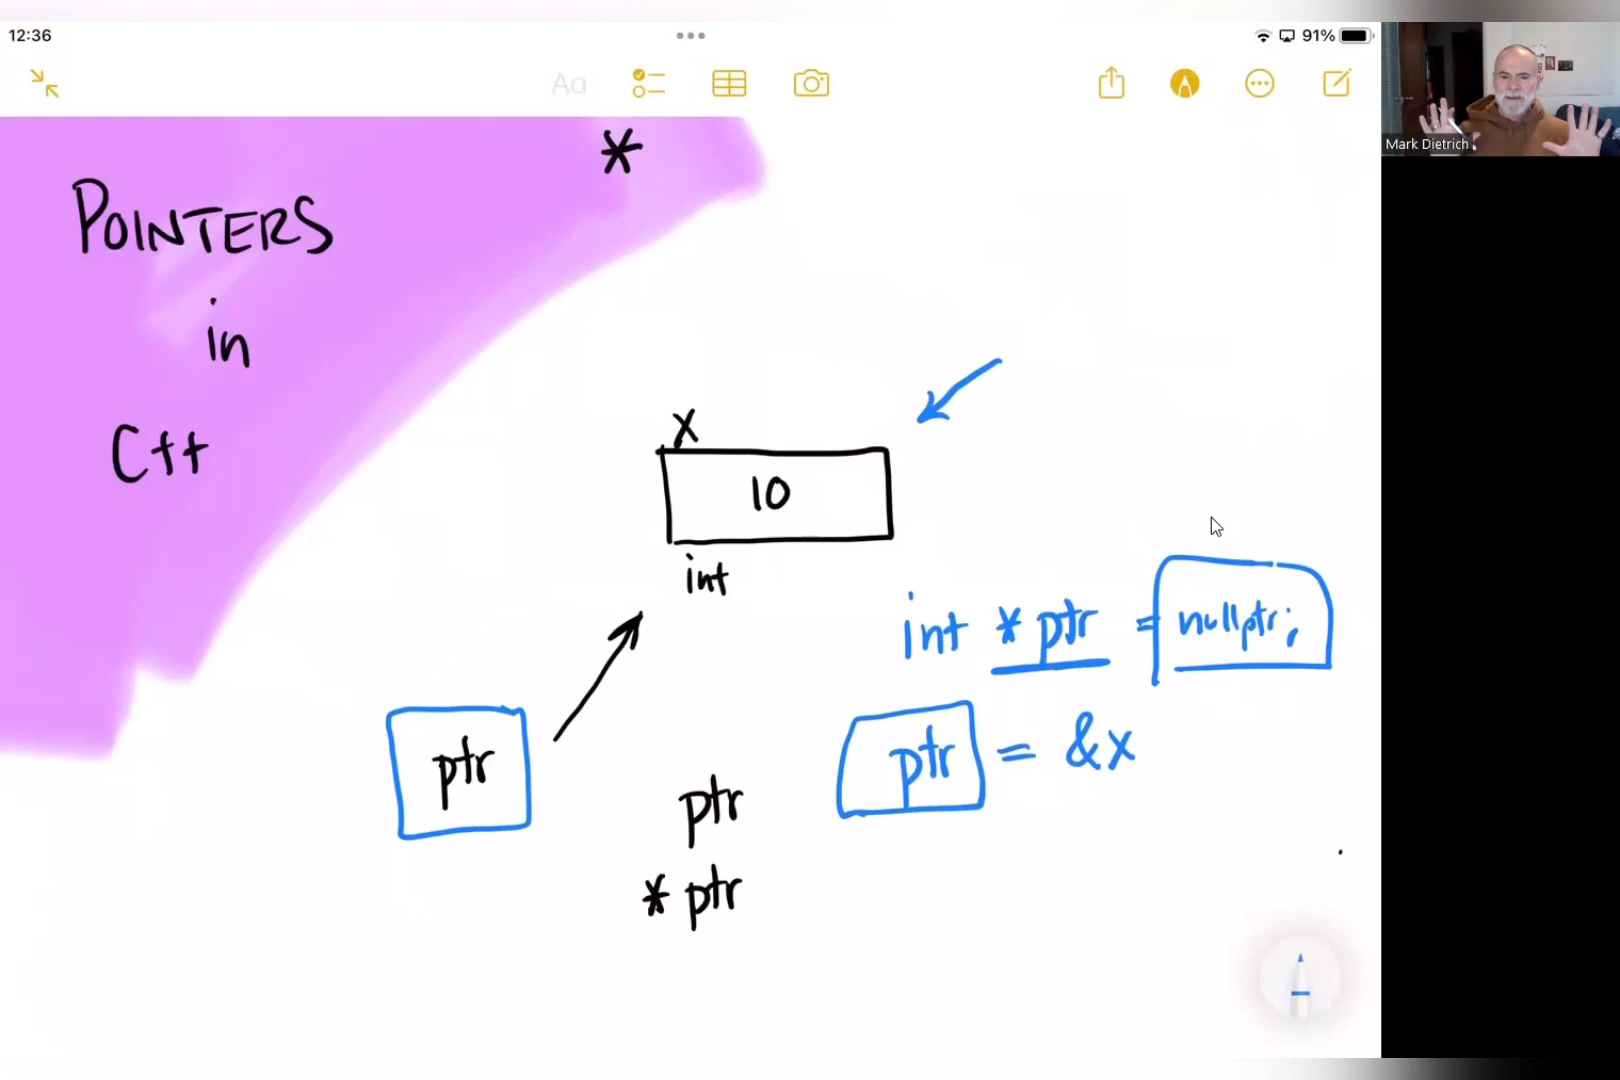 12:36
91%
Aa
Mark Dietrich
*
POINTERS
in
C++
x
10
int
int *ptr = nullptr;
ptr
ptr = &x
ptr
*ptr